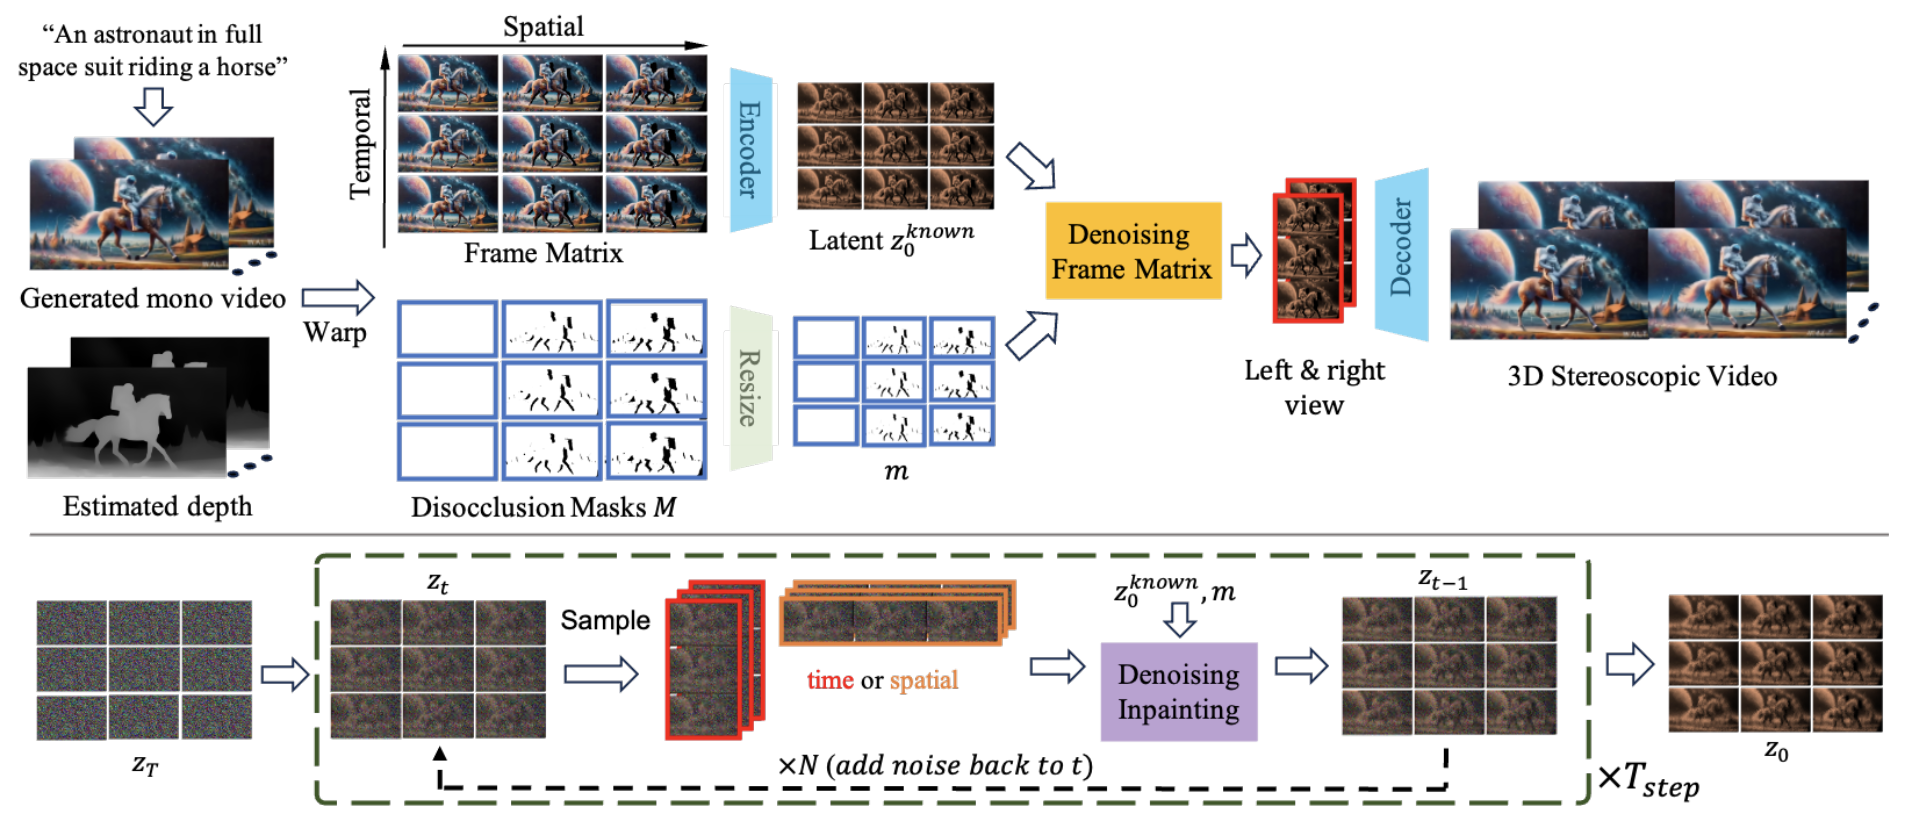 “An astronaut in full
space suit riding a horse”
Generated mono video
Estimated depth
Warp
Spatial
Temporal
Frame Matrix
Disocclusion Masks M
Encoder
Resize
Latent z_0^{known}
m
Denoising
Frame Matrix
Left & right
view
Decoder
3D Stereoscopic Video
WALT
WALT
z_T
z_t
Sample
time or spatial
z_0^{known}, m
Denoising
Inpainting
z_{t−1}
×N (add noise back to t)
×T_{step}
z_0